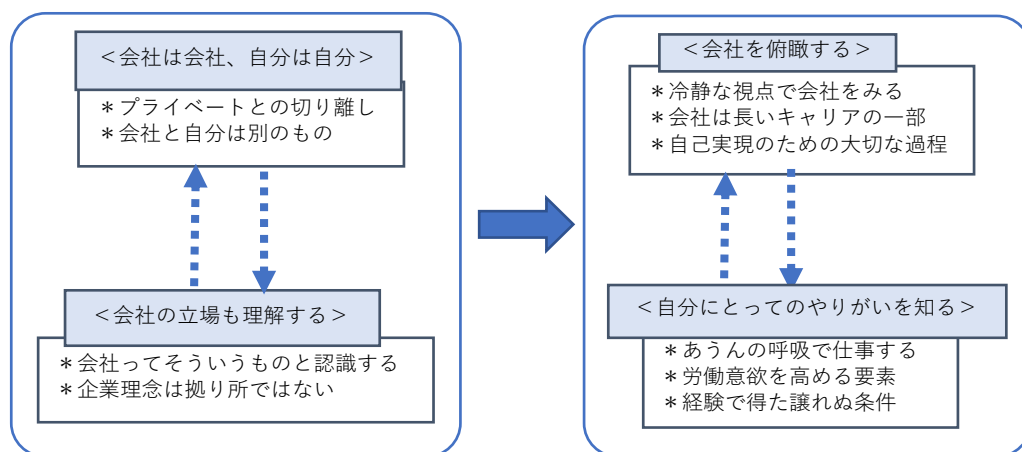 ＜会社は会社、自分は自分＞
＊プライベートとの切り離し
＊会社と自分は別のもの
＜会社の立場も理解する＞
＊会社ってそういうものと認識する
＊企業理念は拠り所ではない
＜会社を俯瞰する＞
＊冷静な視点で会社をみる
＊会社は長いキャリアの一部
＊自己実現のための大切な過程
＜自分にとってのやりがいを知る＞
＊あうんの呼吸で仕事する
＊労働意欲を高める要素
＊経験で得た譲れぬ条件